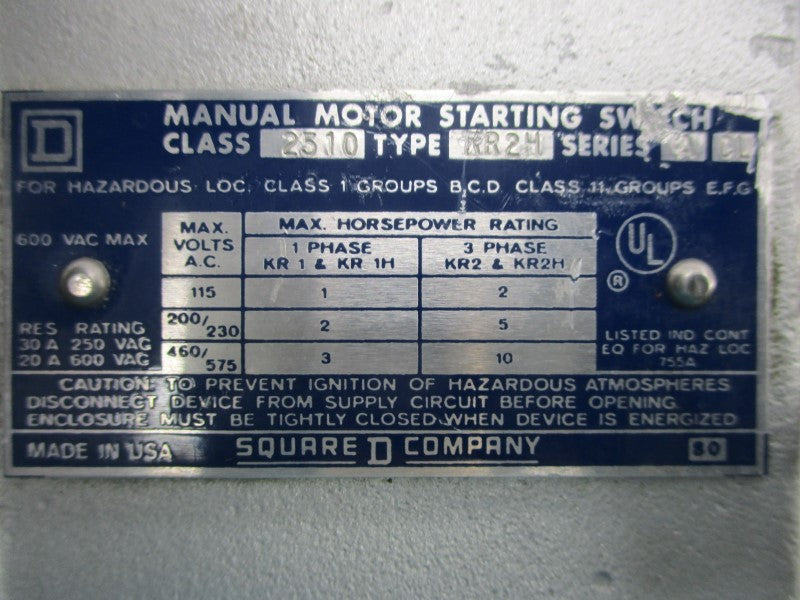 D
MANUAL MOTOR STARTING SWITCH
CLASS 2510 TYPE KR2H SERIES
FOR HAZARDOUS LOC. CLASS 1 GROUPS B,C.D CLASS 11, GROUPS E.F.G
600 VAC MAX
RES RATING
30 A 250 VAC
20 A 600 VAC
MAX. VOLTS A.C. MAX. HORSEPOWER RATING
1 PHASE KR 1 & KR 1H 3 PHASE KR2 & KR2H
115 1 2
200/230 2 5
460/575 3 10
UL
®
LISTED IND CONT
EQ FOR HAZ LOC
755A
CAUTION: TO PREVENT IGNITION OF HAZARDOUS ATMOSPHERES
DISCONNECT DEVICE FROM SUPPLY CIRCUIT BEFORE OPENING.
ENCLOSURE MUST BE TIGHTLY CLOSED WHEN DEVICE IS ENERGIZED
MADE IN USA SQUARE D COMPANY 80